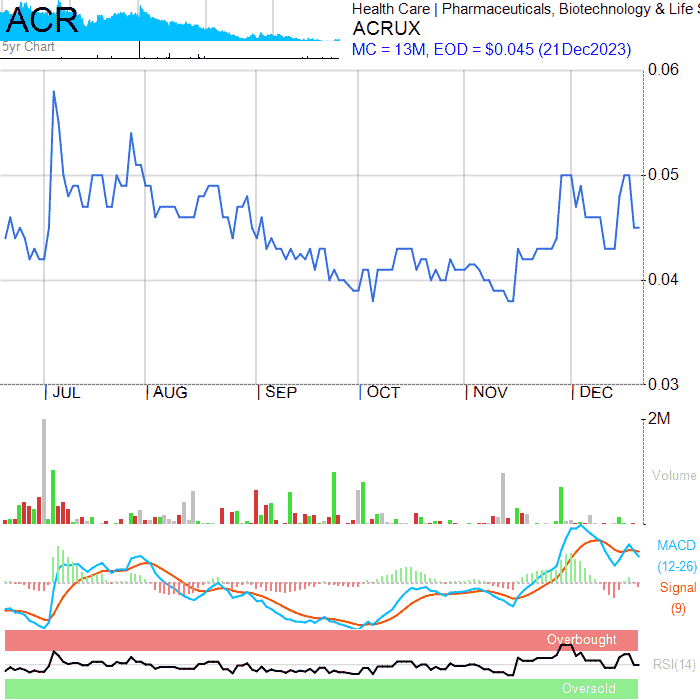 ACR
5yr Chart
Health Care | Pharmaceuticals, Biotechnology & Life
ACRUX
MC = 13M, EOD = $0.045 (21Dec2023)
0.06
0.05
0.04
0.03
JUL AUG SEP OCT NOV DEC
2M
Volume
MACD
(12-26)
Signal
(9)
Overbought
RSI(14)
Oversold